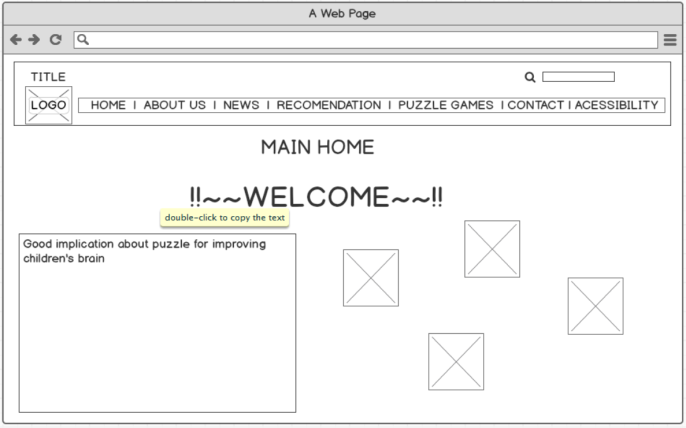 A Web Page
TITLE
LOGO
HOME | ABOUT US | NEWS | RECOMENDATION | PUZZLE GAMES | CONTACT | ACESSIBILITY
MAIN HOME
!!~~WELCOME~~!!
double-click to copy the text
Good implication about puzzle for improving
children's brain